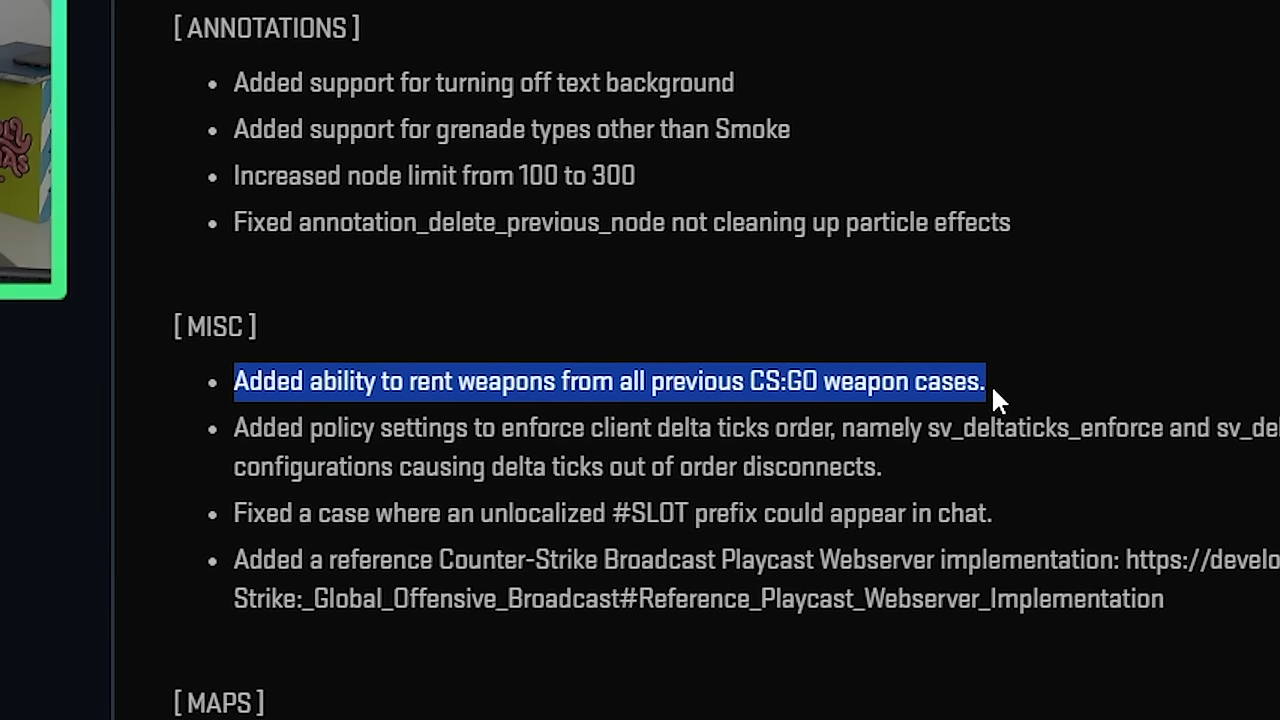 [ ANNOTATIONS ]
• Added support for turning off text background
• Added support for grenade types other than Smoke
• Increased node limit from 100 to 300
• Fixed annotation_delete_previous_node not cleaning up particle effects
[ MISC ]
• Added ability to rent weapons from all previous CS:GO weapon cases.
• Added policy settings to enforce client delta ticks order, namely sv_deltaticks_enforce and sv_del
configurations causing delta ticks out of order disconnects.
• Fixed a case where an unlocalized #SLOT prefix could appear in chat.
• Added a reference Counter-Strike Broadcast Playcast Webserver implementation: https://develo
Strike:_Global_Offensive_Broadcast#Reference_Playcast_Webserver_Implementation
[ MAPS ]